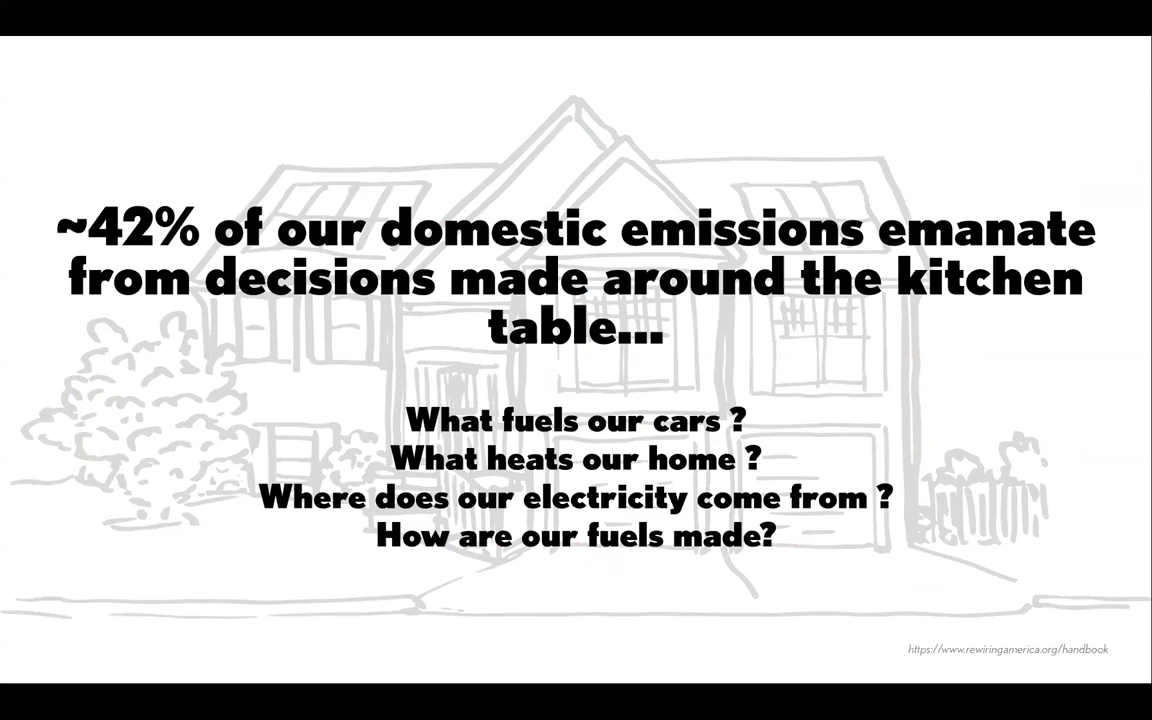 ~42% of our domestic emissions emanate
from decisions made around the kitchen
table...
What fuels our cars ?
What heats our home ?
Where does our electricity come from ?
How are our fuels made?
https://www.rewiringamerica.org/handbook